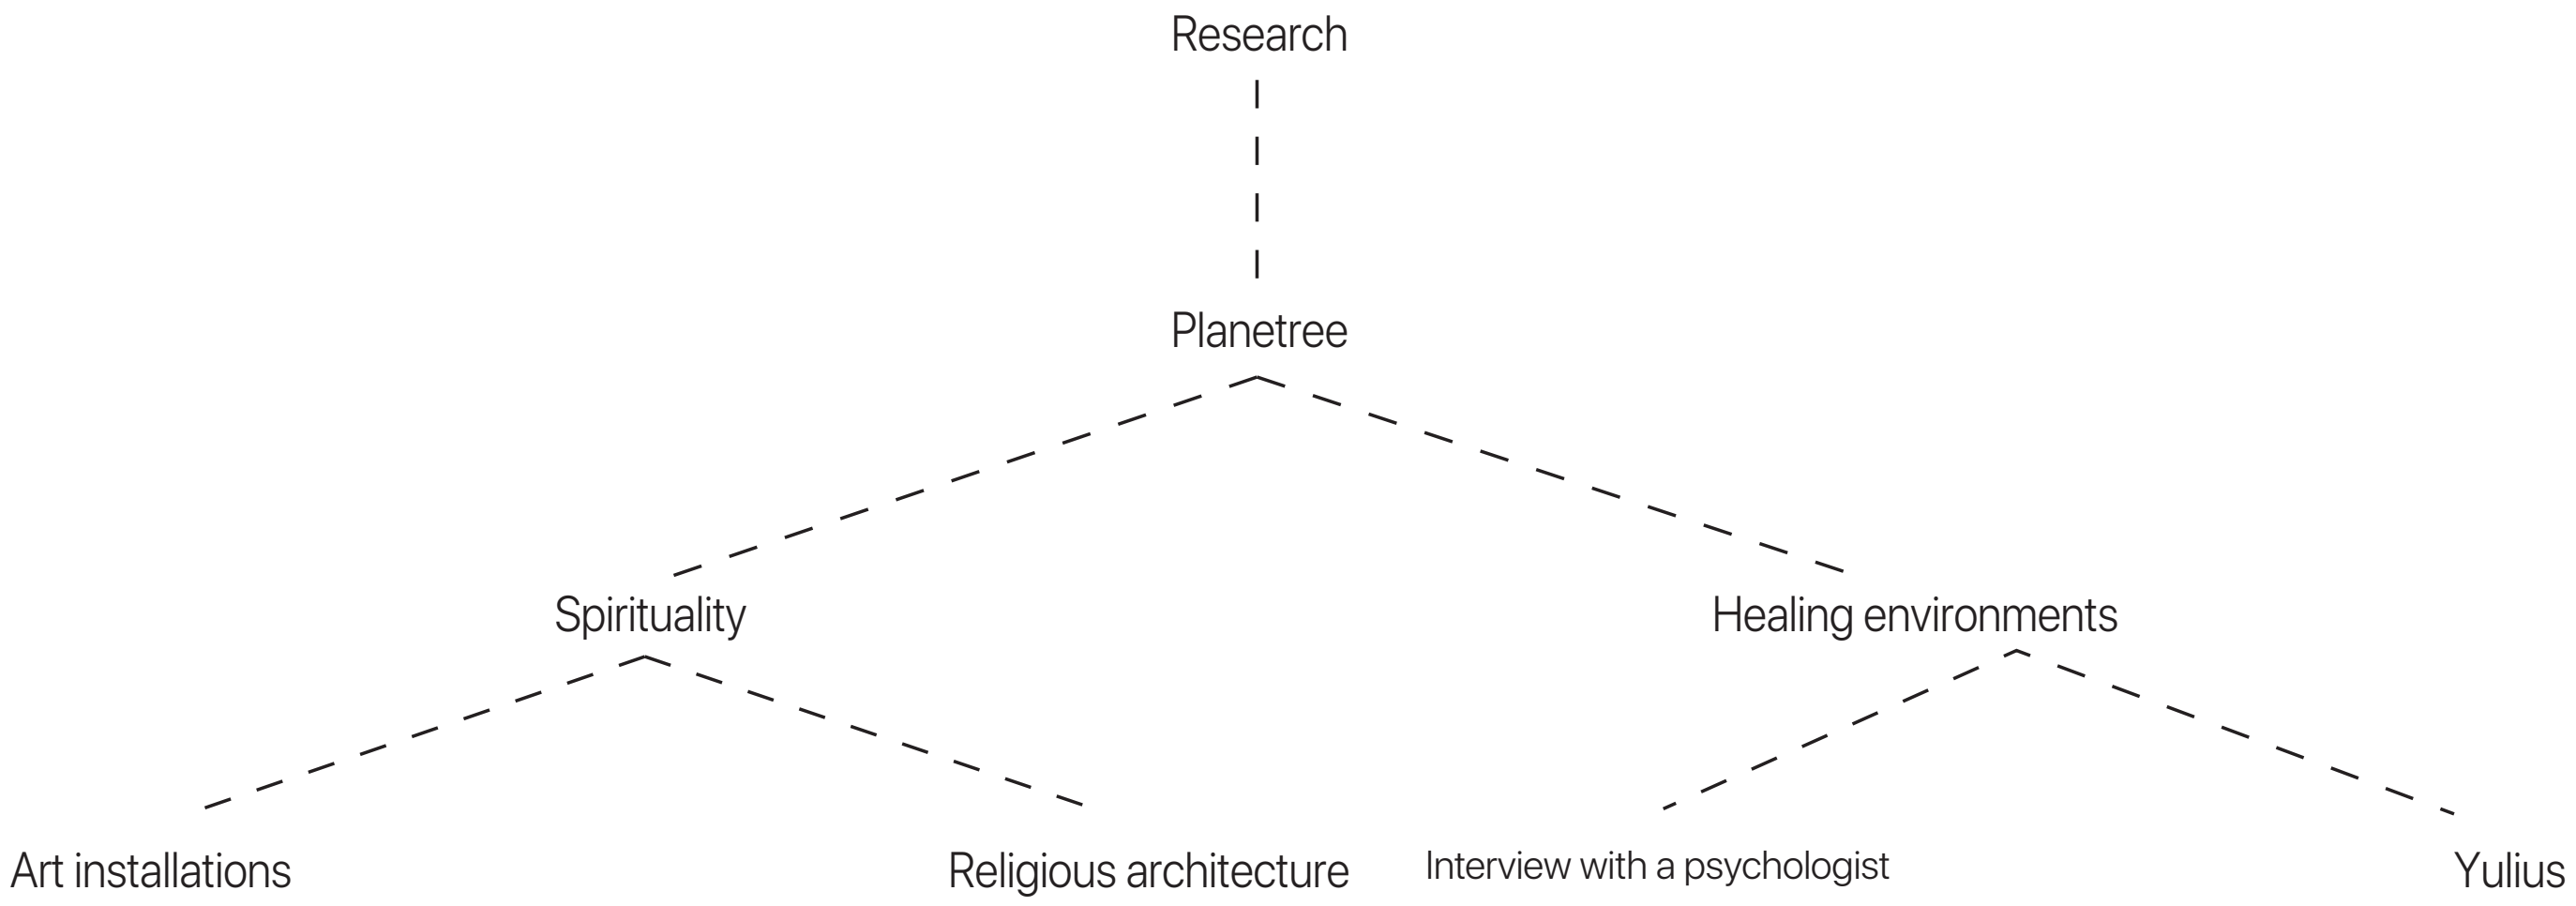 Research
Planetree
Spirituality
Healing environments
Art installations
Religious architecture
Interview with a psychologist
Yulius